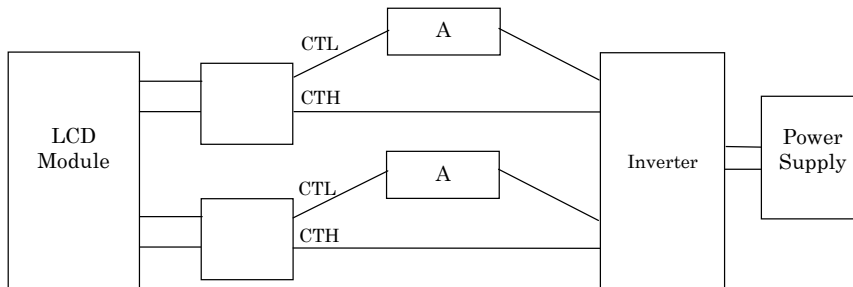 CTL
A
CTH
LCD
Module
Inverter
Power
Supply
CTL
A
CTH